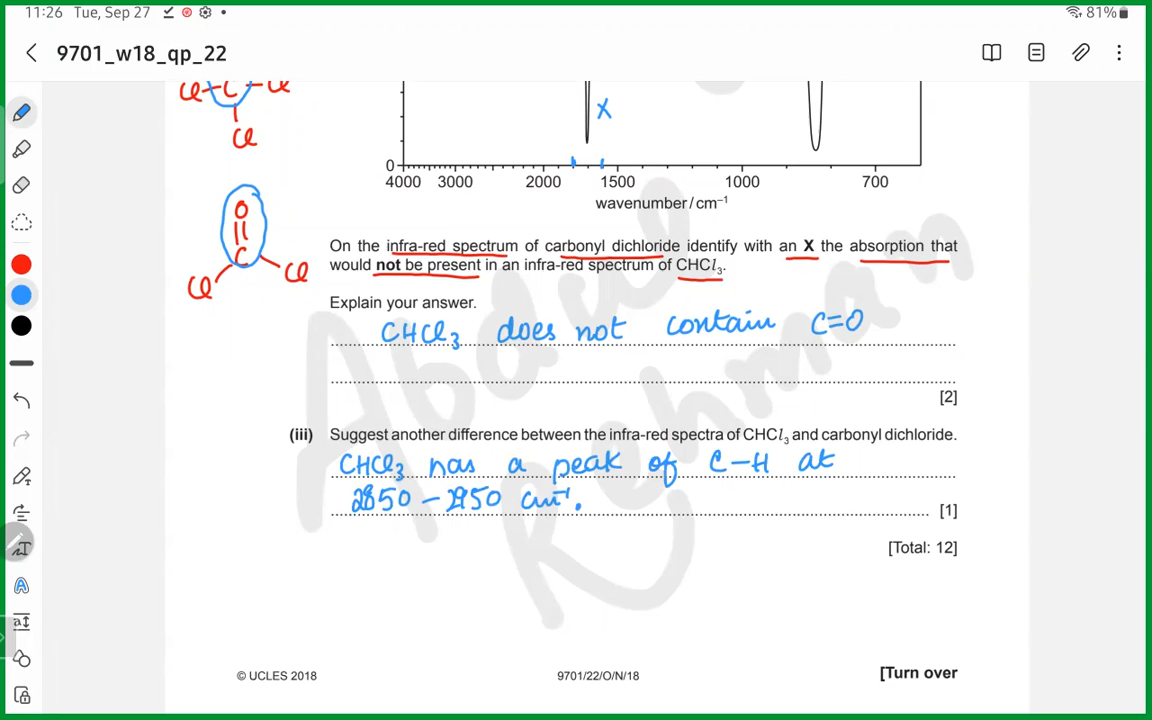 11:26 Tue, Sep 27 81%
9701_w18_qp_22
Cl–C–Cl
Cl
0
4000 3000 2000 1500 1000 700
wavenumber / cm⁻¹
O
||
C
Cl Cl
X
On the infra-red spectrum of carbonyl dichloride identify with an X the absorption that
would not be present in an infra-red spectrum of CHCl₃.
Explain your answer.
CHCl₃ does not contain C=O
[2]
(iii) Suggest another difference between the infra-red spectra of CHCl₃ and carbonyl dichloride.
CHCl₃ has a peak of C–H at
2850 – 2950 cm⁻¹.
[1]
[Total: 12]
Abdul Rehman
© UCLES 2018 9701/22/O/N/18 [Turn over